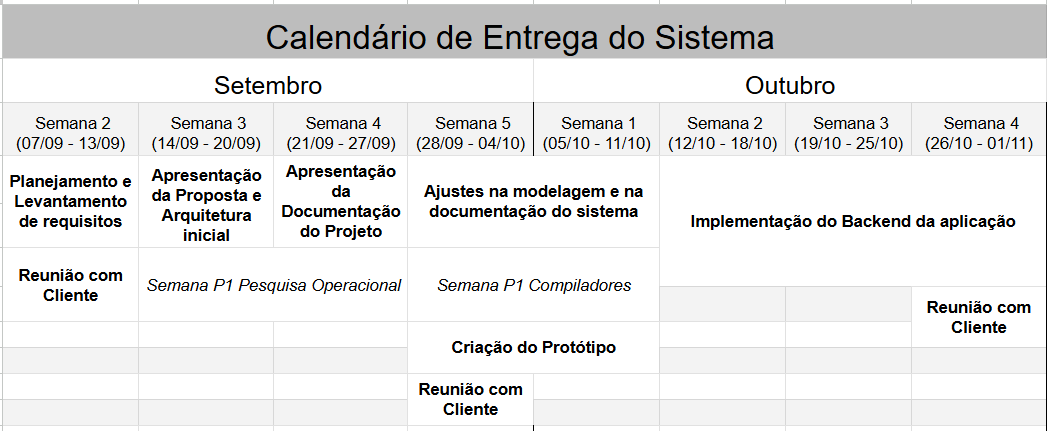 Calendário de Entrega do Sistema
Setembro
Outubro
Semana 2
(07/09 - 13/09)
Semana 3
(14/09 - 20/09)
Semana 4
(21/09 - 27/09)
Semana 5
(28/09 - 04/10)
Semana 1
(05/10 - 11/10)
Semana 2
(12/10 - 18/10)
Semana 3
(19/10 - 25/10)
Semana 4
(26/10 - 01/11)
Planejamento e
Levantamento
de requisitos
Apresentação
da Proposta e
Arquitetura
inicial
Apresentação
da
Documentação
do Projeto
Ajustes na modelagem e na
documentação do sistema
Implementação do Backend da aplicação
Reunião com
Cliente
Semana P1 Pesquisa Operacional
Semana P1 Compiladores
Reunião com
Cliente
Criação do Protótipo
Reunião com
Cliente